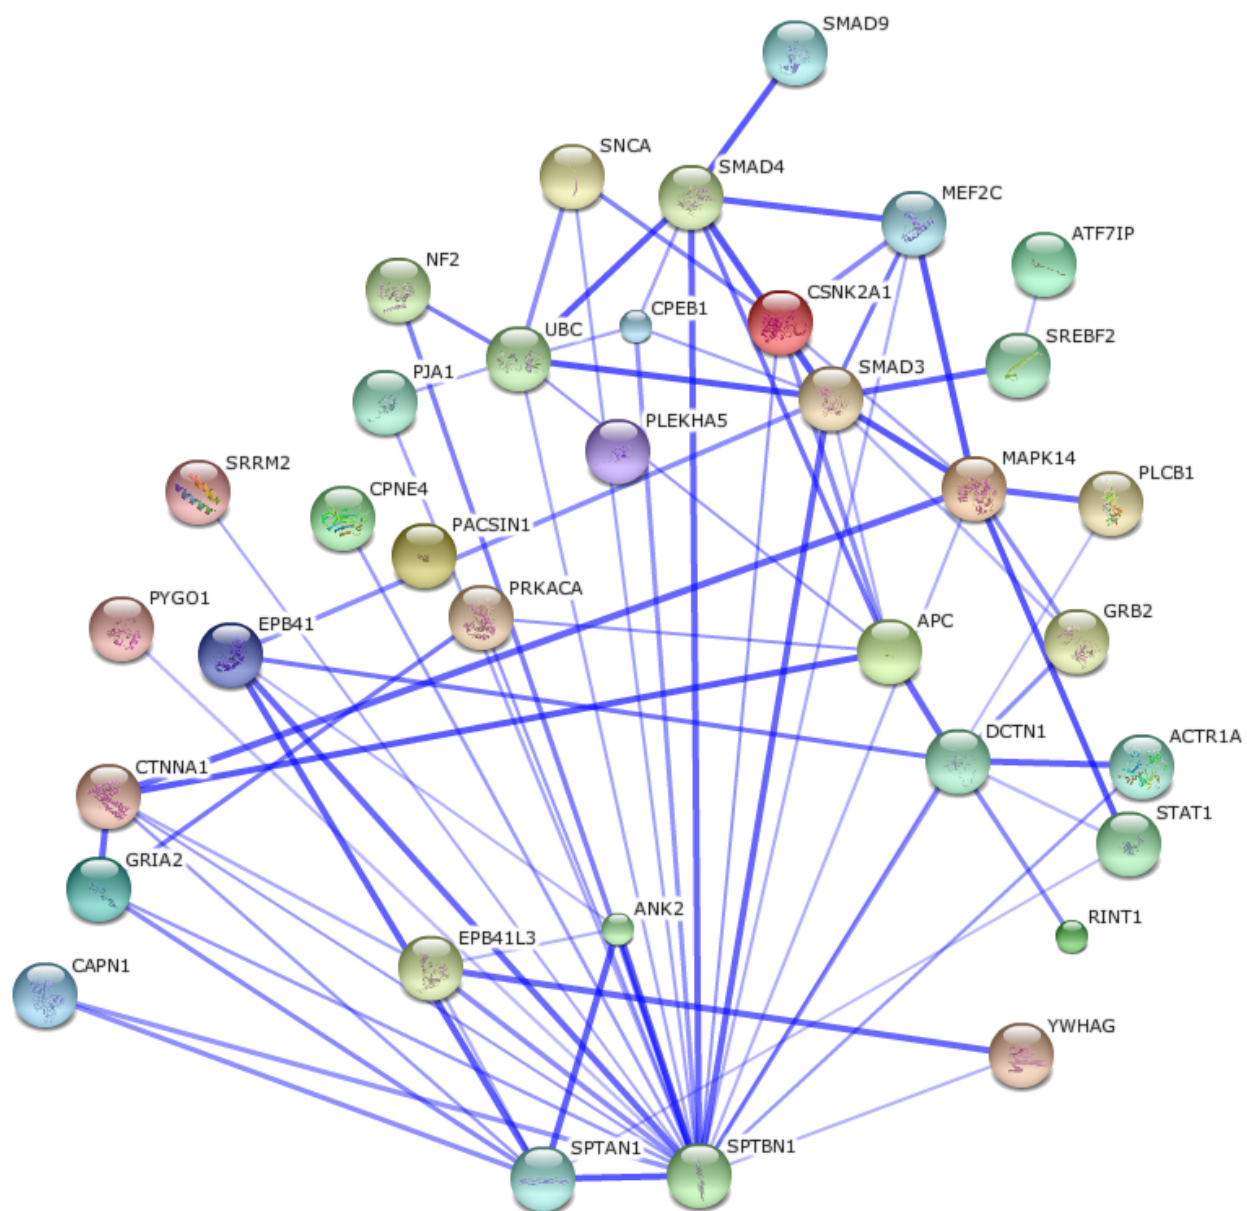 SMAD9
SNCA
SMAD4
MEF2C
ATF7IP
NF2
CSNK2A1
CPEB1
UBC
SREBF2
SMAD3
PJA1
PLEKHA5
MAPK14
SRRM2
PLCB1
CPNE4
PACSIN1
PRKACA
PYGO1
GRB2
EPB41
APC
DCTN1
ACTR1A
CTNNA1
STAT1
GRIA2
ANK2
RINT1
EPB41L3
CAPN1
YWHAG
SPTAN1
SPTBN1